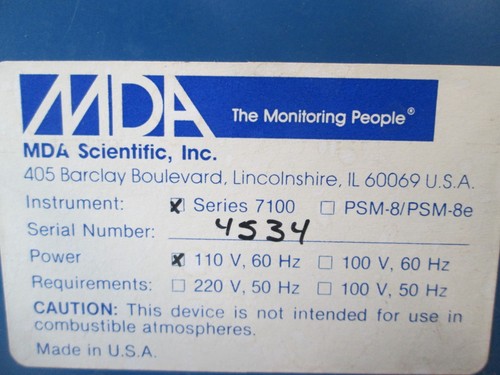 MDA The Monitoring People®
MDA Scientific, Inc.
405 Barclay Boulevard, Lincolnshire, IL 60069 U.S.A.
Instrument: ☒ Series 7100 ☐ PSM-8/PSM-8e
Serial Number: 4534
Power ☒ 110 V, 60 Hz ☐ 100 V, 60 Hz
Requirements: ☐ 220 V, 50 Hz ☐ 100 V, 50 Hz
CAUTION: This device is not intended for use in
combustible atmospheres.
Made in U.S.A.